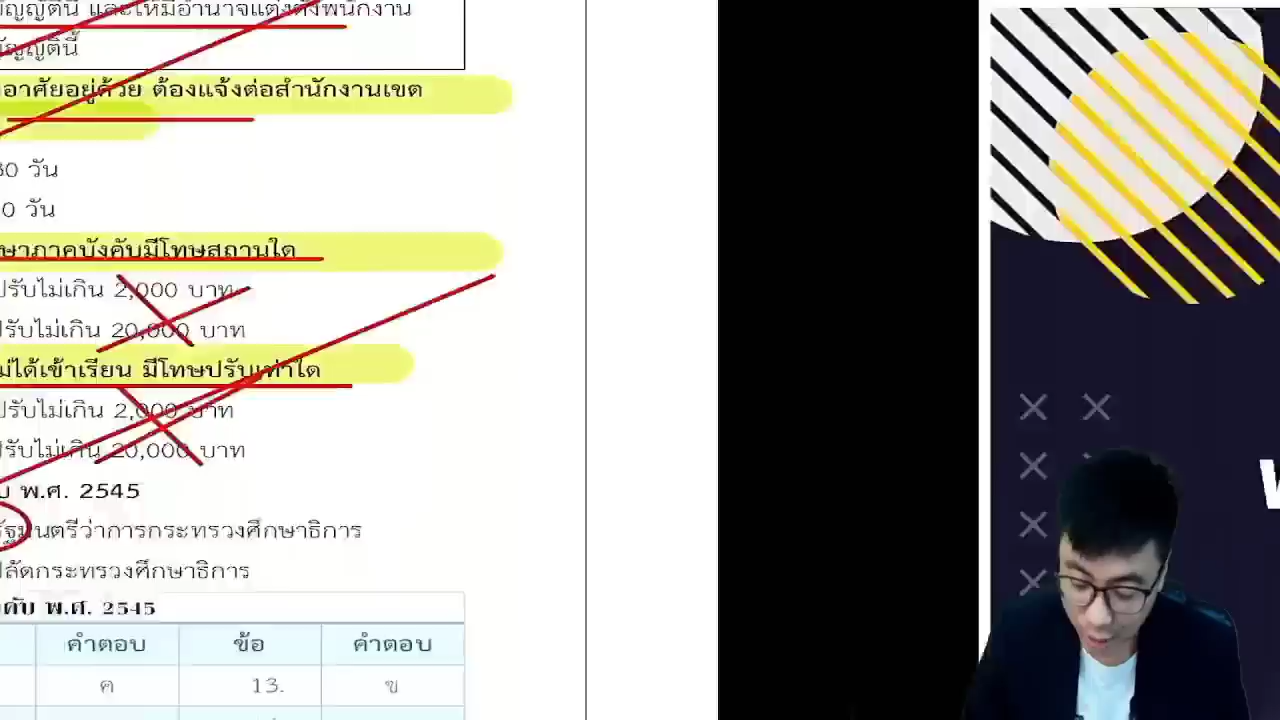 บัญญัตินี้ และให้มีอำนาจแต่งตั้งพนักงาน
บัญญัตินี้
อาศัยอยู่ด้วย ต้องแจ้งต่อสำนักงานเขต
30 วัน
0 วัน
ษาภาคบังคับมีโทษสถานใด
ปรับไม่เกิน 2,000 บาท
ปรับไม่เกิน 20,000 บาท
ไม่ได้เข้าเรียน มีโทษปรับเท่าใด
ปรับไม่เกิน 2,000 บาท
ปรับไม่เกิน 20,000 บาท
บ พ.ศ. 2545
รัฐมนตรีว่าการกระทรวงศึกษาธิการ
ปลัดกระทรวงศึกษาธิการ
คับ พ.ศ. 2545
คำตอบ ข้อ คำตอบ
ค 13. ข